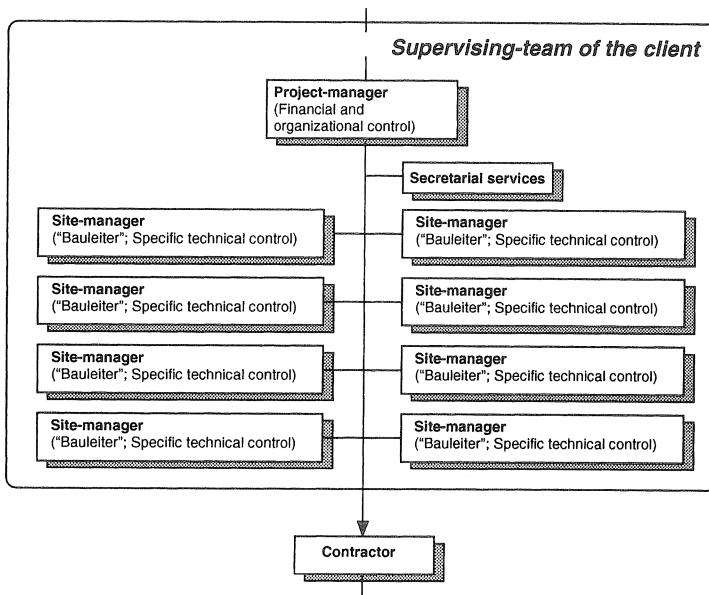 Supervising-team of the client
Project-manager
(Financial and
organizational control)
Secretarial services
Site-manager
(“Bauleiter”; Specific technical control)
Site-manager
(“Bauleiter”; Specific technical control)
Site-manager
(“Bauleiter”; Specific technical control)
Site-manager
(“Bauleiter”; Specific technical control)
Site-manager
(“Bauleiter”; Specific technical control)
Site-manager
(“Bauleiter”; Specific technical control)
Site-manager
(“Bauleiter”; Specific technical control)
Site-manager
(“Bauleiter”; Specific technical control)
Contractor